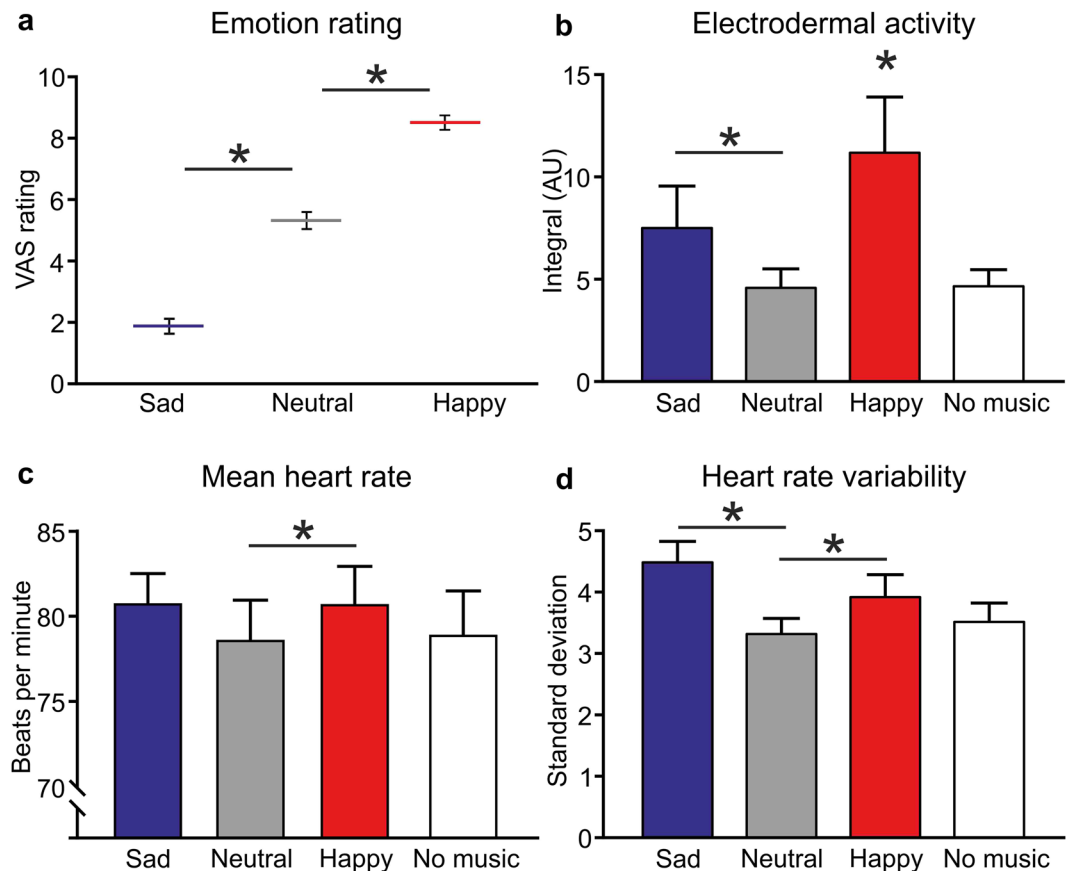 a Emotion rating
VAS rating
10
8
6
4
2
0
*
*
Sad Neutral Happy
b Electrodermal activity
Integral (AU)
15
10
5
0
*
*
Sad Neutral Happy No music
c Mean heart rate
Beats per minute
85
80
75
70
*
Sad Neutral Happy No music
d Heart rate variability
Standard deviation
5
4
3
2
1
0
*
*
Sad Neutral Happy No music